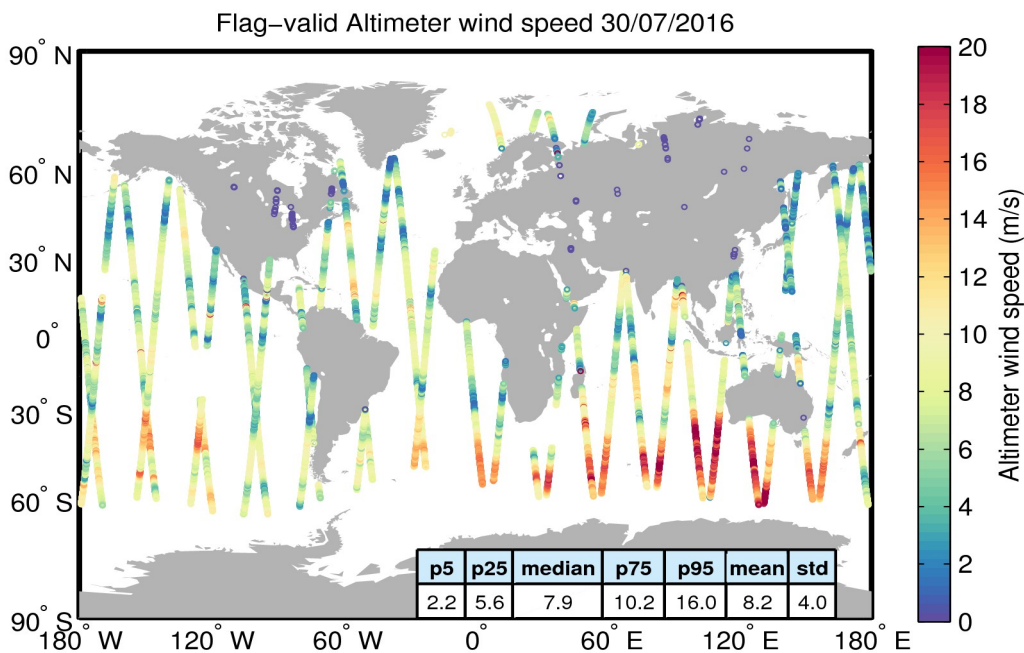 Flag−valid Altimeter wind speed 30/07/2016
90° N
60° N
30° N
0°
30° S
60° S
90° S
180° W
120° W
60° W
0°
60° E
120° E
180° E
p5 p25 median p75 p95 mean std
2.2 5.6 7.9 10.2 16.0 8.2 4.0
20
18
16
14
12
10
8
6
4
2
0
Altimeter wind speed (m/s)